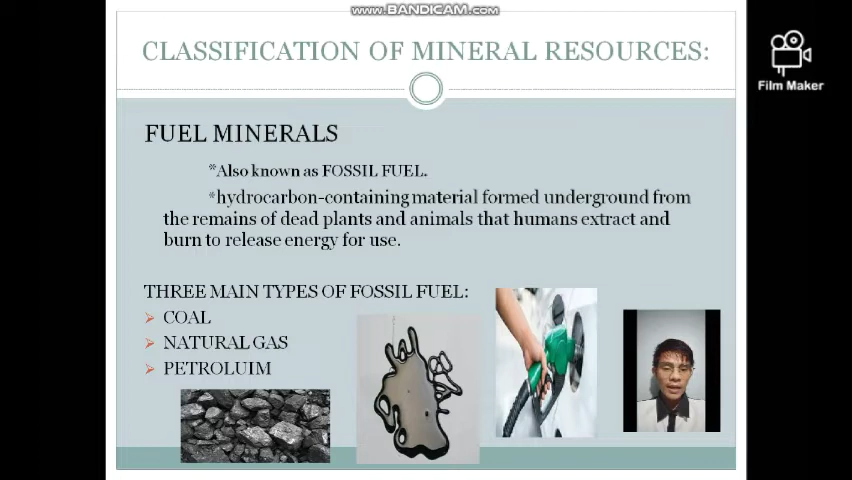 www.BANDICAM.com
CLASSIFICATION OF MINERAL RESOURCES:
Film Maker
FUEL MINERALS
*Also known as FOSSIL FUEL.
*hydrocarbon-containing material formed underground from
the remains of dead plants and animals that humans extract and
burn to release energy for use.
THREE MAIN TYPES OF FOSSIL FUEL:
COAL
NATURAL GAS
PETROLUIM